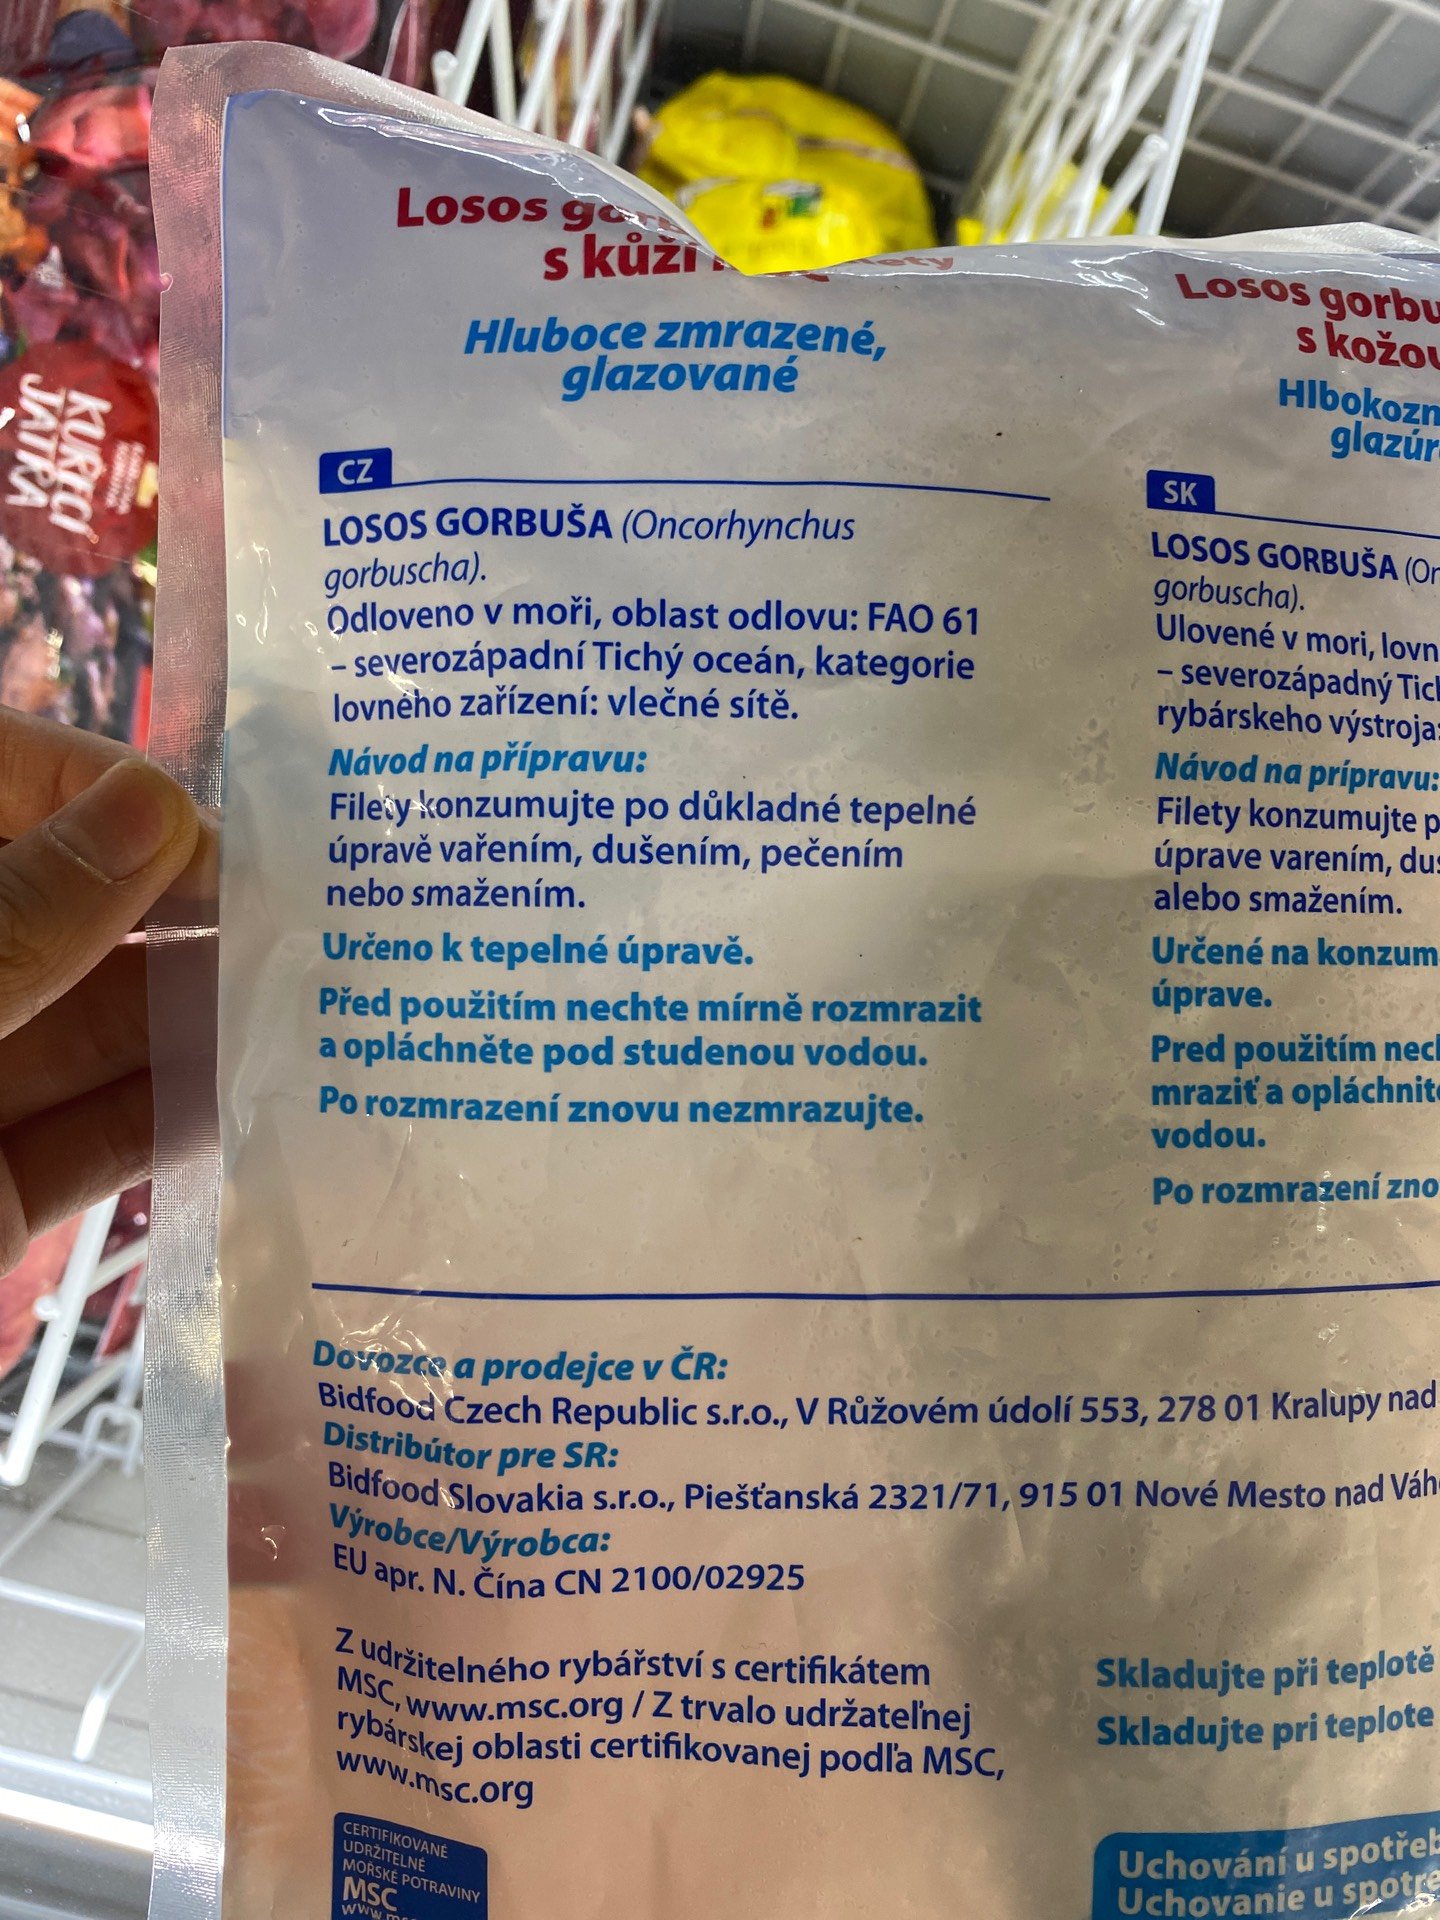 Losos
s kůží
Hluboce zmrazené,
glazované
CZ
LOSOS GORBUŠA (Oncorhynchus
gorbuscha).
Odloveno v moři, oblast odlovu: FAO 61
– severozápadní Tichý oceán, kategorie
lovného zařízení: vlečné sítě.
Návod na přípravu:
Filety konzumujte po důkladné tepelné
úpravě vařením, dušením, pečením
nebo smažením.
Určeno k tepelné úpravě.
Před použitím nechte mírně rozmrazit
a opláchněte pod studenou vodou.
Po rozmrazení znovu nezmrazujte.
Losos gorbu
s kožou
Hlbokozm
glazúr
SK
LOSOS GORBUŠA (On
gorbuscha).
Ulovené v mori, lovn
– severozápadný Tich
rybárskeho výstroja:
Návod na prípravu:
Filety konzumujte p
úprave varením, duš
alebo smažením.
Určené na konzum
úprave.
Pred použitím nech
mraziť a opláchnite
vodou.
Po rozmrazení zno
Dovozce a prodejce v ČR:
Bidfood Czech Republic s.r.o., V Růžovém údolí 553, 278 01 Kralupy nad
Distribútor pre SR:
Bidfood Slovakia s.r.o., Piešťanská 2321/71, 915 01 Nové Mesto nad Váho
Výrobce/Výrobca:
EU apr. N. Čína CN 2100/02925
Z udržitelného rybářství s certifikátem
MSC, www.msc.org / Z trvalo udržateľnej
rybárskej oblasti certifikovanej podľa MSC,
www.msc.org
Skladujte při teplotě
Skladujte pri teplote
CERTIFIKOVANÉ
UDRŽITELNÉ
MOŘSKÉ POTRAVINY
MSC
Uchování u spotřeb
Uchovanie u spotre
KUŘECÍ
JÁTRA